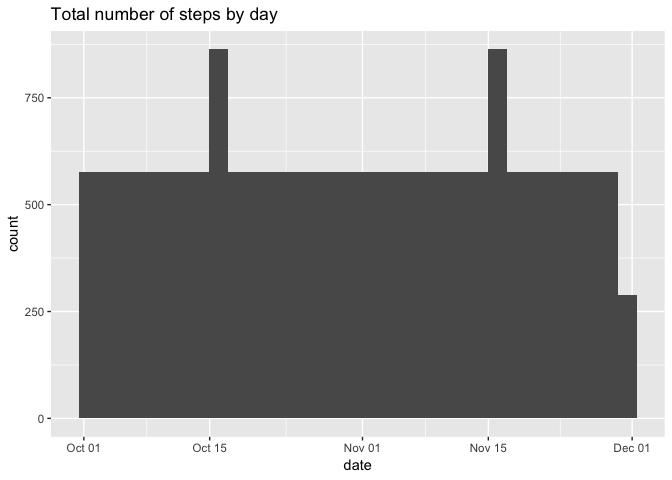 Total number of steps by day
750
500
250
0
count
Oct 01
Oct 15
Nov 01
Nov 15
Dec 01
date